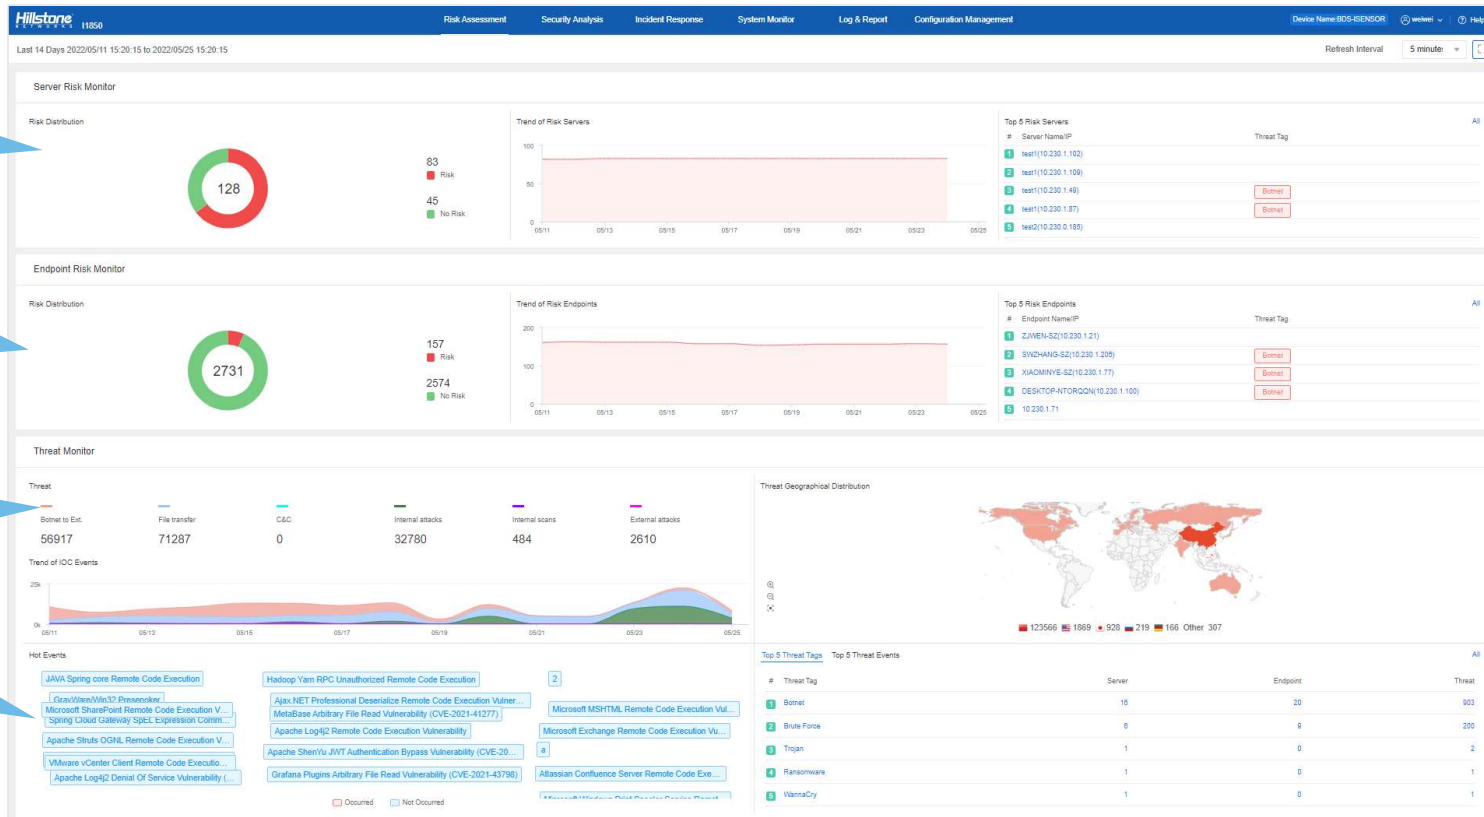 Hillstone
NETWORKS I1850
Risk Assessment Security Analysis Incident Response System Monitor Log & Report Configuration Management
Device Name:BDS-ISENSOR weiwei Help
Last 14 Days 2022/05/11 15:20:15 to 2022/05/25 15:20:15
Refresh Interval 5 minute
Server Risk Monitor
Risk Distribution
128
83
Risk
45
No Risk
Trend of Risk Servers
100
50
0
05/11 05/13 05/15 05/17 05/19 05/21 05/23 05/25
Top 5 Risk Servers All
# Server Name/IP Threat Tag
1 test1(10.230.1.102)
2 test1(10.230.1.109)
3 test1(10.230.1.49) Botnet
4 test1(10.230.1.87) Botnet
5 test2(10.230.0.185)
Endpoint Risk Monitor
Risk Distribution
2731
157
Risk
2574
No Risk
Trend of Risk Endpoints
200
100
0
05/11 05/13 05/15 05/17 05/19 05/21 05/23 05/25
Top 5 Risk Endpoints All
# Endpoint Name/IP Threat Tag
1 ZJWEN-SZ(10.230.1.21)
2 SWZHANG-SZ(10.230.1.205) Botnet
3 XIAOMINYE-SZ(10.230.1.77) Botnet
4 DESKTOP-NTORQQN(10.230.1.100) Botnet
5 10.230.1.71
Threat Monitor
Threat
Botnet to Ext. File transfer C&C Internal attacks Internal scans External attacks
56917 71287 0 32780 484 2610
Trend of IOC Events
25k
0k
05/11 05/13 05/15 05/17 05/19 05/21 05/23 05/25
Threat Geographical Distribution
123566 1869 928 219 166 Other 307
Hot Events
JAVA Spring core Remote Code Execution
GrayWare/Win32 Presenoker
Microsoft SharePoint Remote Code Execution V...
Spring Cloud Gateway SpEL Expression Comm...
Apache Struts OGNL Remote Code Execution V...
VMware vCenter Client Remote Code Executio...
Apache Log4j2 Denial Of Service Vulnerability (...
Hadoop Yarn RPC Unauthorized Remote Code Execution
Ajax.NET Professional Deserialize Remote Code Execution Vulner...
MetaBase Arbitrary File Read Vulnerability (CVE-2021-41277)
Apache Log4j2 Remote Code Execution Vulnerability
Apache ShenYu JWT Authentication Bypass Vulnerability (CVE-20...
Grafana Plugins Arbitrary File Read Vulnerability (CVE-2021-43798)
2
Microsoft MSHTML Remote Code Execution Vul...
Microsoft Exchange Remote Code Execution Vu...
a
Atlassian Confluence Server Remote Code Exe...
Occurred Not Occurred
Top 5 Threat Tags Top 5 Threat Events All
# Threat Tag Server Endpoint Threat
1 Botnet 16 20 903
2 Brute Force 6 9 200
3 Trojan 1 0 2
4 Ransomware 1 0 1
5 WannaCry 1 0 1